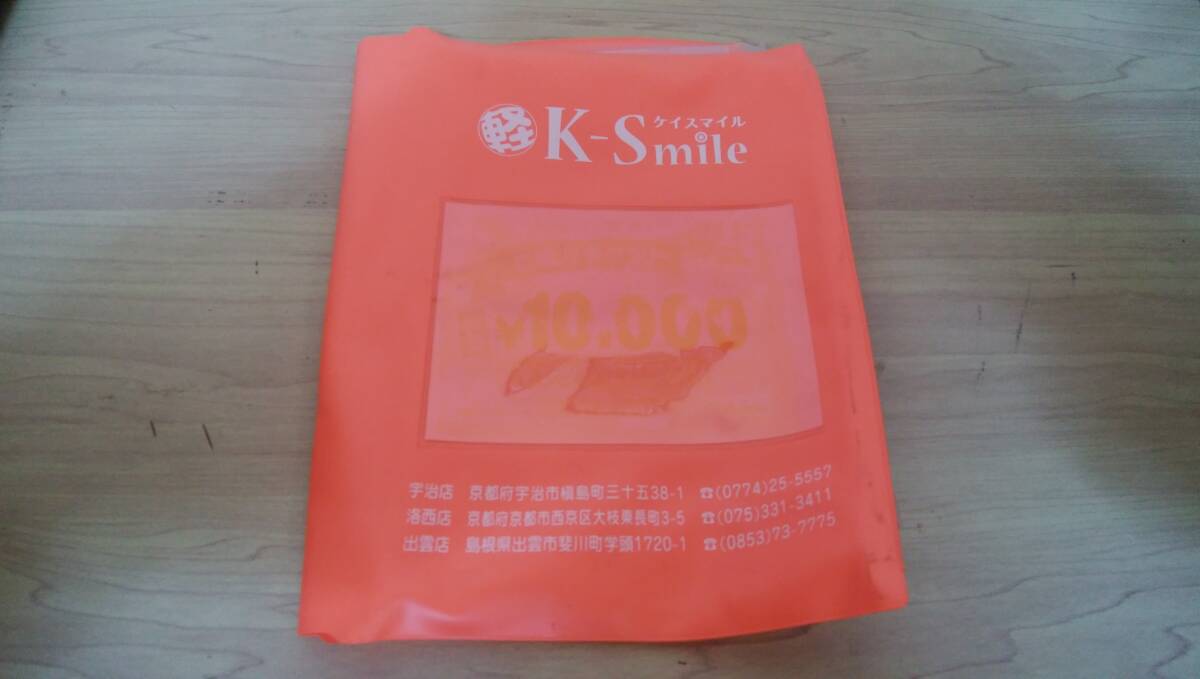 軽 K-Smile
ケイスマイル
¥10.000
宇治店 京都府宇治市槇島町三十五38-1 ☎(0774)25-5557
洛西店 京都府京都市西京区大枝東長町3-5 ☎(075)331-3411
出雲店 島根県出雲市斐川町学頭1720-1 ☎(0853)73-7775